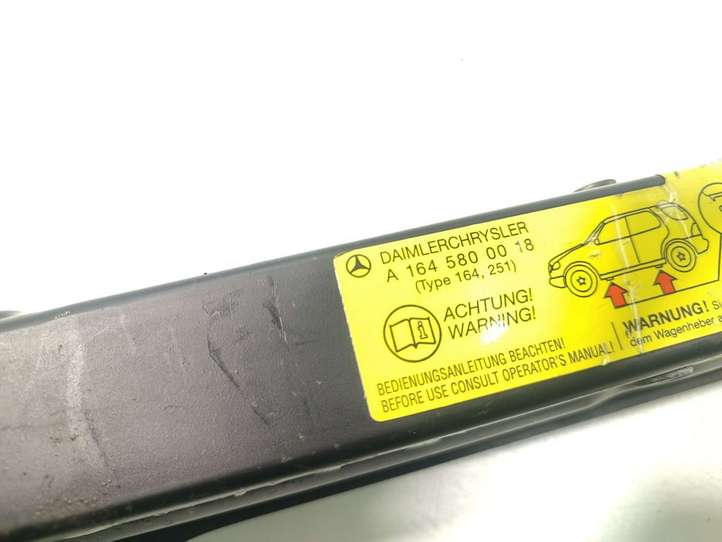 DAIMLERCHRYSLER
A 164 580 00 18
(Type 164, 251)
ACHTUNG!
WARNING!
BEDIENUNGSANLEITUNG BEACHTEN!
BEFORE USE CONSULT OPERATOR'S MANUAL!
WARNUNG!
dem Wagenheber